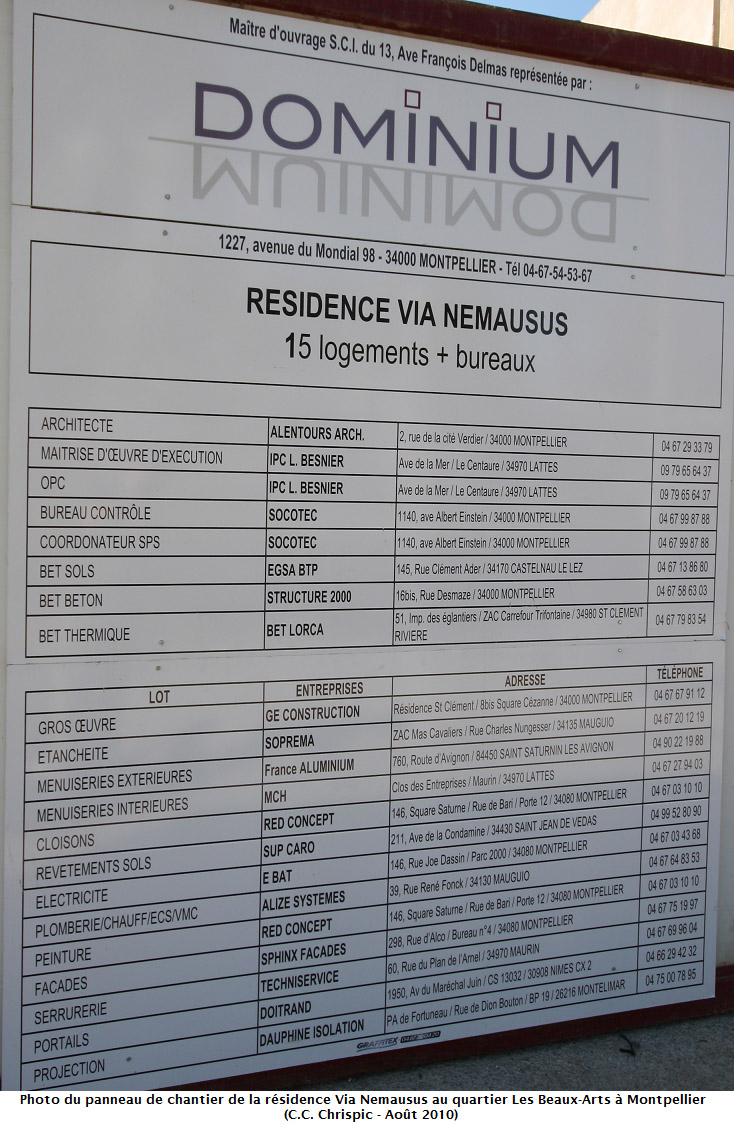 Maître d'ouvrage S.C.I. du 13, Ave François Delmas représentée par :
DOMINIUM
DOMINIUM
1227, avenue du Mondial 98 - 34000 MONTPELLIER - Tél 04-67-54-53-67
RESIDENCE VIA NEMAUSUS
15 logements + bureaux
ARCHITECTE ALENTOURS ARCH. 2, rue de la cité Verdier / 34000 MONTPELLIER 04 67 29 33 79
MAITRISE D'ŒUVRE D'EXECUTION IPC L. BESNIER Ave de la Mer / Le Centaure / 34970 LATTES 09 79 65 64 37
OPC IPC L. BESNIER Ave de la Mer / Le Centaure / 34970 LATTES 09 79 65 64 37
BUREAU CONTRÔLE SOCOTEC 1140, ave Albert Einstein / 34000 MONTPELLIER 04 67 99 87 88
COORDONATEUR SPS SOCOTEC 1140, ave Albert Einstein / 34000 MONTPELLIER 04 67 99 87 88
BET SOLS EGSA BTP 145, Rue Clément Ader / 34170 CASTELNAU LE LEZ 04 67 13 86 80
BET BETON STRUCTURE 2000 16bis, Rue Desmaze / 34000 MONTPELLIER 04 67 58 63 03
BET THERMIQUE BET LORCA 51, Imp. des églantiers / ZAC Carrefour Trifontaine / 34980 ST CLEMENT 04 67 79 83 54
RIVIERE
LOT ENTREPRISES ADRESSE TÉLÉPHONE
GROS ŒUVRE GE CONSTRUCTION Résidence St Clément / 8bis Square Cézanne / 34000 MONTPELLIER 04 67 67 91 12
ETANCHEITE SOPREMA ZAC Mas Cavaliers / Rue Charles Nungesser / 34135 MAUGUIO 04 67 20 12 19
MENUISERIES EXTERIEURES France ALUMINIUM 760, Route d'Avignon / 84450 SAINT SATURNIN LES AVIGNON 04 90 22 19 88
MENUISERIES INTERIEURES MCH Clos des Entreprises / Maurin / 34970 LATTES 04 67 27 94 03
CLOISONS RED CONCEPT 146, Square Saturne / Rue de Bari / Porte 12 / 34080 MONTPELLIER 04 67 03 10 10
REVETEMENTS SOLS SUP CARO 211, Ave de la Condamine / 34430 SAINT JEAN DE VEDAS 04 99 52 80 90
ELECTRICITE E BAT 146, Rue Joe Dassin / Parc 2000 / 34080 MONTPELLIER 04 67 03 43 68
PLOMBERIE/CHAUFF/ECS/VMC ALIZE SYSTEMES 39, Rue René Fonck / 34130 MAUGUIO 04 67 64 83 53
PEINTURE RED CONCEPT 146, Square Saturne / Rue de Bari / Porte 12 / 34080 MONTPELLIER 04 67 03 10 10
FACADES SPHINX FACADES 298, Rue d'Alco / Bureau n°4 / 34080 MONTPELLIER 04 67 75 19 97
SERRURERIE TECHNISERVICE 60, Rue du Plan de l'Arnel / 34970 MAURIN 04 67 69 96 04
PORTAILS DOITRAND 1950, Av du Maréchal Juin / CS 13032 / 30908 NIMES CX 2 04 66 29 42 32
PROJECTION DAUPHINE ISOLATION PA de Fortuneau / Rue de Dion Bouton / BP 19 / 26216 MONTELIMAR 04 75 00 78 95
GRAFFITEX
Photo du panneau de chantier de la résidence Via Nemausus au quartier Les Beaux-Arts à Montpellier
(C.C. Chrispic - Août 2010)